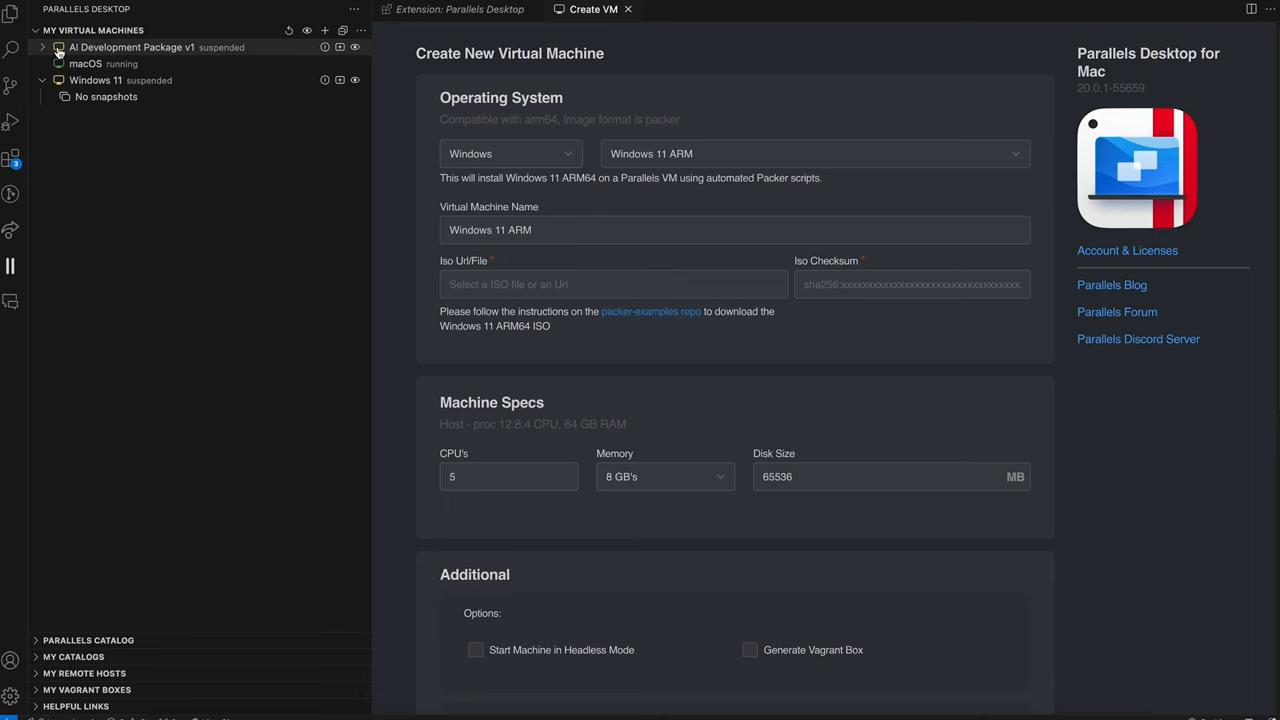 PARALLELS DESKTOP
MY VIRTUAL MACHINES
AI Development Package v1 suspended
macOS running
Windows 11 suspended
No snapshots
3
PARALLELS CATALOG
MY CATALOGS
MY REMOTE HOSTS
MY VAGRANT BOXES
HELPFUL LINKS
Extension: Parallels Desktop
Create VM
Create New Virtual Machine
Operating System
Compatible with arm64, Image format is packer
Windows
Windows 11 ARM
This will install Windows 11 ARM64 on a Parallels VM using automated Packer scripts.
Virtual Machine Name
Windows 11 ARM
Iso Url/File *
Iso Checksum *
Select a ISO file or an Url
sha256:xxxxxxxxxxxxxxxxxxxxxxxxxxxxxxxxxxxxx.
Please follow the instructions on the packer-examples repo to download the
Windows 11 ARM64 ISO
Machine Specs
Host - proc 12:8:4 CPU, 64 GB RAM
CPU's
Memory
Disk Size
5
8 GB's
65536
MB
Additional
Options:
Start Machine in Headless Mode
Generate Vagrant Box
Parallels Desktop for
Mac
20.0.1-55659
Account & Licenses
Parallels Blog
Parallels Forum
Parallels Discord Server